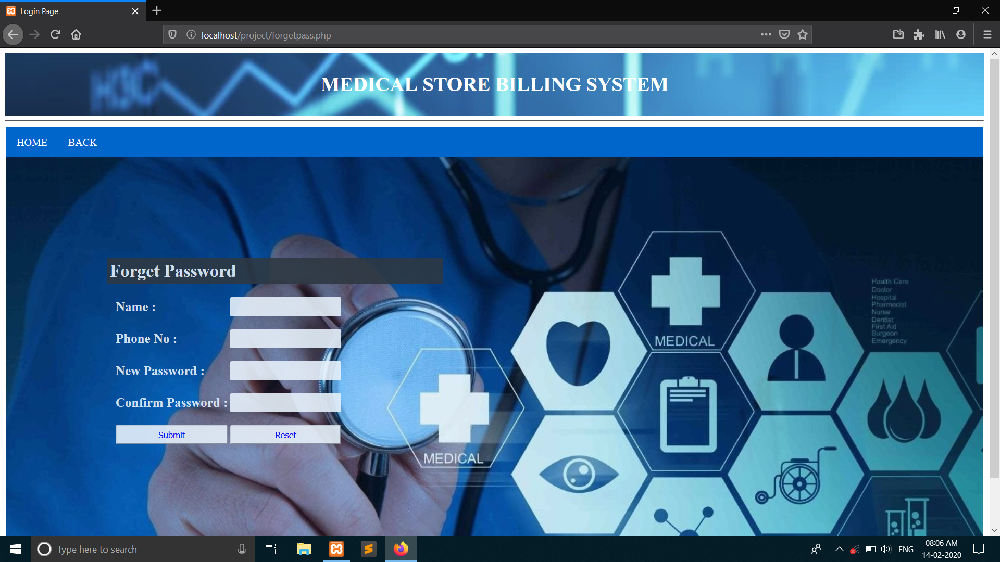 Login Page
localhost/project/forgetpass.php
MEDICAL STORE BILLING SYSTEM
HOME BACK
Forget Password
Name :
Phone No :
New Password :
Confirm Password :
Submit Reset
MEDICAL
MEDICAL
Health Care
Doctor
Hospital
Pharmacist
Nurse
Dentist
First Aid
Surgeon
Emergency
Type here to search
ENG
08:06 AM
14-02-2020